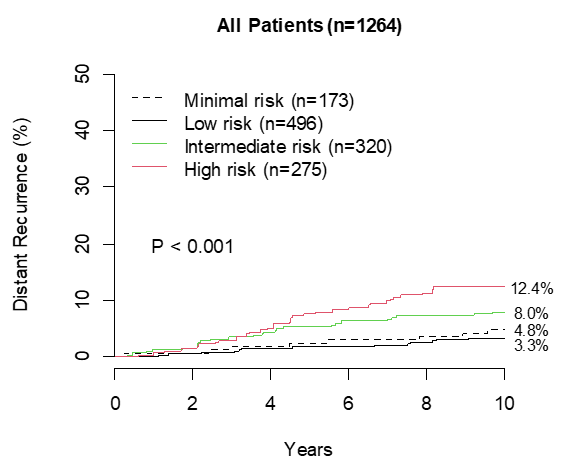 All Patients (n=1264)
Distant Recurrence (%)
50
40
30
20
10
0
Minimal risk (n=173)
Low risk (n=496)
Intermediate risk (n=320)
High risk (n=275)
P < 0.001
12.4%
8.0%
4.8%
3.3%
0 2 4 6 8 10
Years